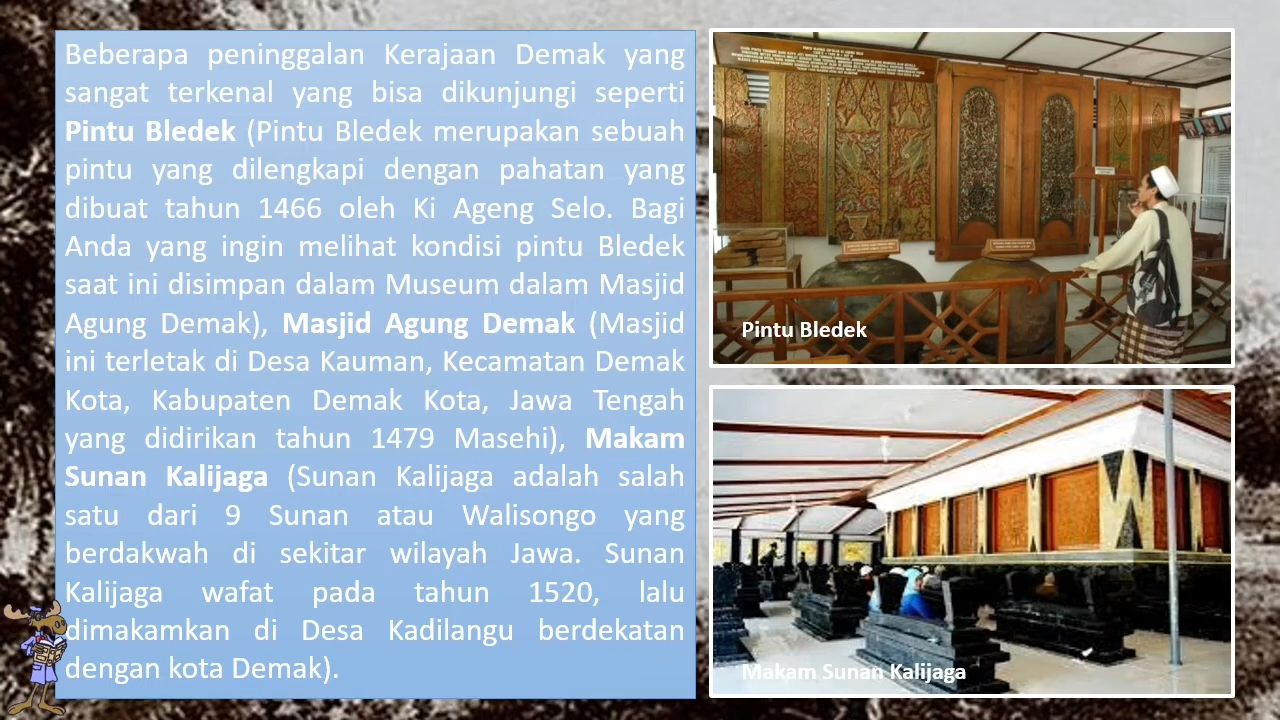 Beberapa peninggalan Kerajaan Demak yang
sangat terkenal yang bisa dikunjungi seperti
Pintu Bledek (Pintu Bledek merupakan sebuah
pintu yang dilengkapi dengan pahatan yang
dibuat tahun 1466 oleh Ki Ageng Selo. Bagi
Anda yang ingin melihat kondisi pintu Bledek
saat ini disimpan dalam Museum dalam Masjid
Agung Demak), Masjid Agung Demak (Masjid
ini terletak di Desa Kauman, Kecamatan Demak
Kota, Kabupaten Demak Kota, Jawa Tengah
yang didirikan tahun 1479 Masehi), Makam
Sunan Kalijaga (Sunan Kalijaga adalah salah
satu dari 9 Sunan atau Walisongo yang
berdakwah di sekitar wilayah Jawa. Sunan
Kalijaga wafat pada tahun 1520, lalu
dimakamkan di Desa Kadilangu berdekatan
dengan kota Demak).
Pintu Bledek
Makam Sunan Kalijaga